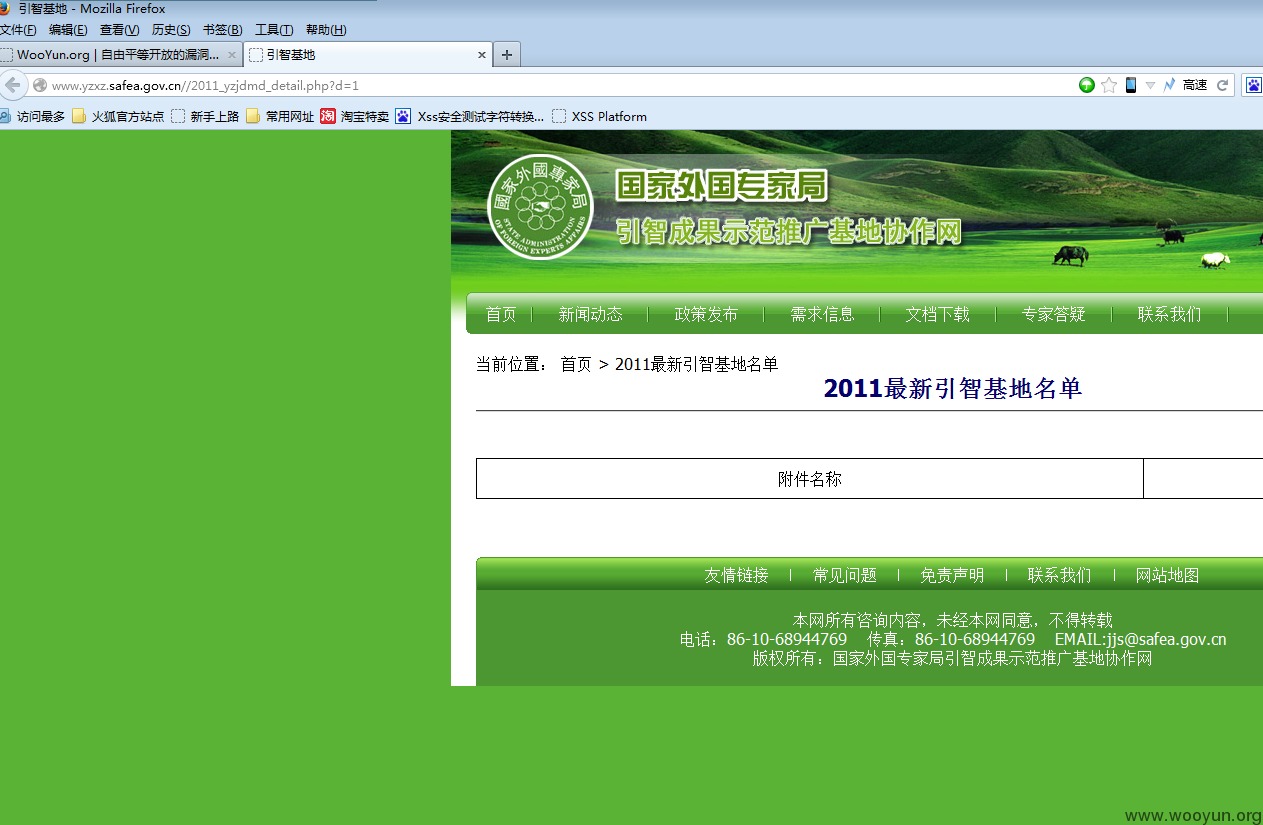 引智基地 - Mozilla Firefox
文件(F) 编辑(E) 查看(V) 历史(S) 书签(B) 工具(T) 帮助(H)
WooYun.org | 自由平等开放的漏洞... × 引智基地 × +
www.yzxz.safea.gov.cn//2011_yzjdmd_detail.php?d=1 高速
访问最多 火狐官方站点 新手上路 常用网址 淘 淘宝特卖 Xss安全测试字符转换... XSS Platform
國家外國專家局
STATE ADMINISTRATION OF FOREIGN EXPERTS AFFAIRS
国家外国专家局
引智成果示范推广基地协作网
首页 新闻动态 政策发布 需求信息 文档下载 专家答疑 联系我们
当前位置: 首页 > 2011最新引智基地名单
2011最新引智基地名单
附件名称
友情链接 | 常见问题 | 免责声明 | 联系我们 | 网站地图
本网所有咨询内容，未经本网同意，不得转载
电话：86-10-68944769 传真：86-10-68944769 EMAIL:jjs@safea.gov.cn
版权所有：国家外国专家局引智成果示范推广基地协作网
www.wooyun.org